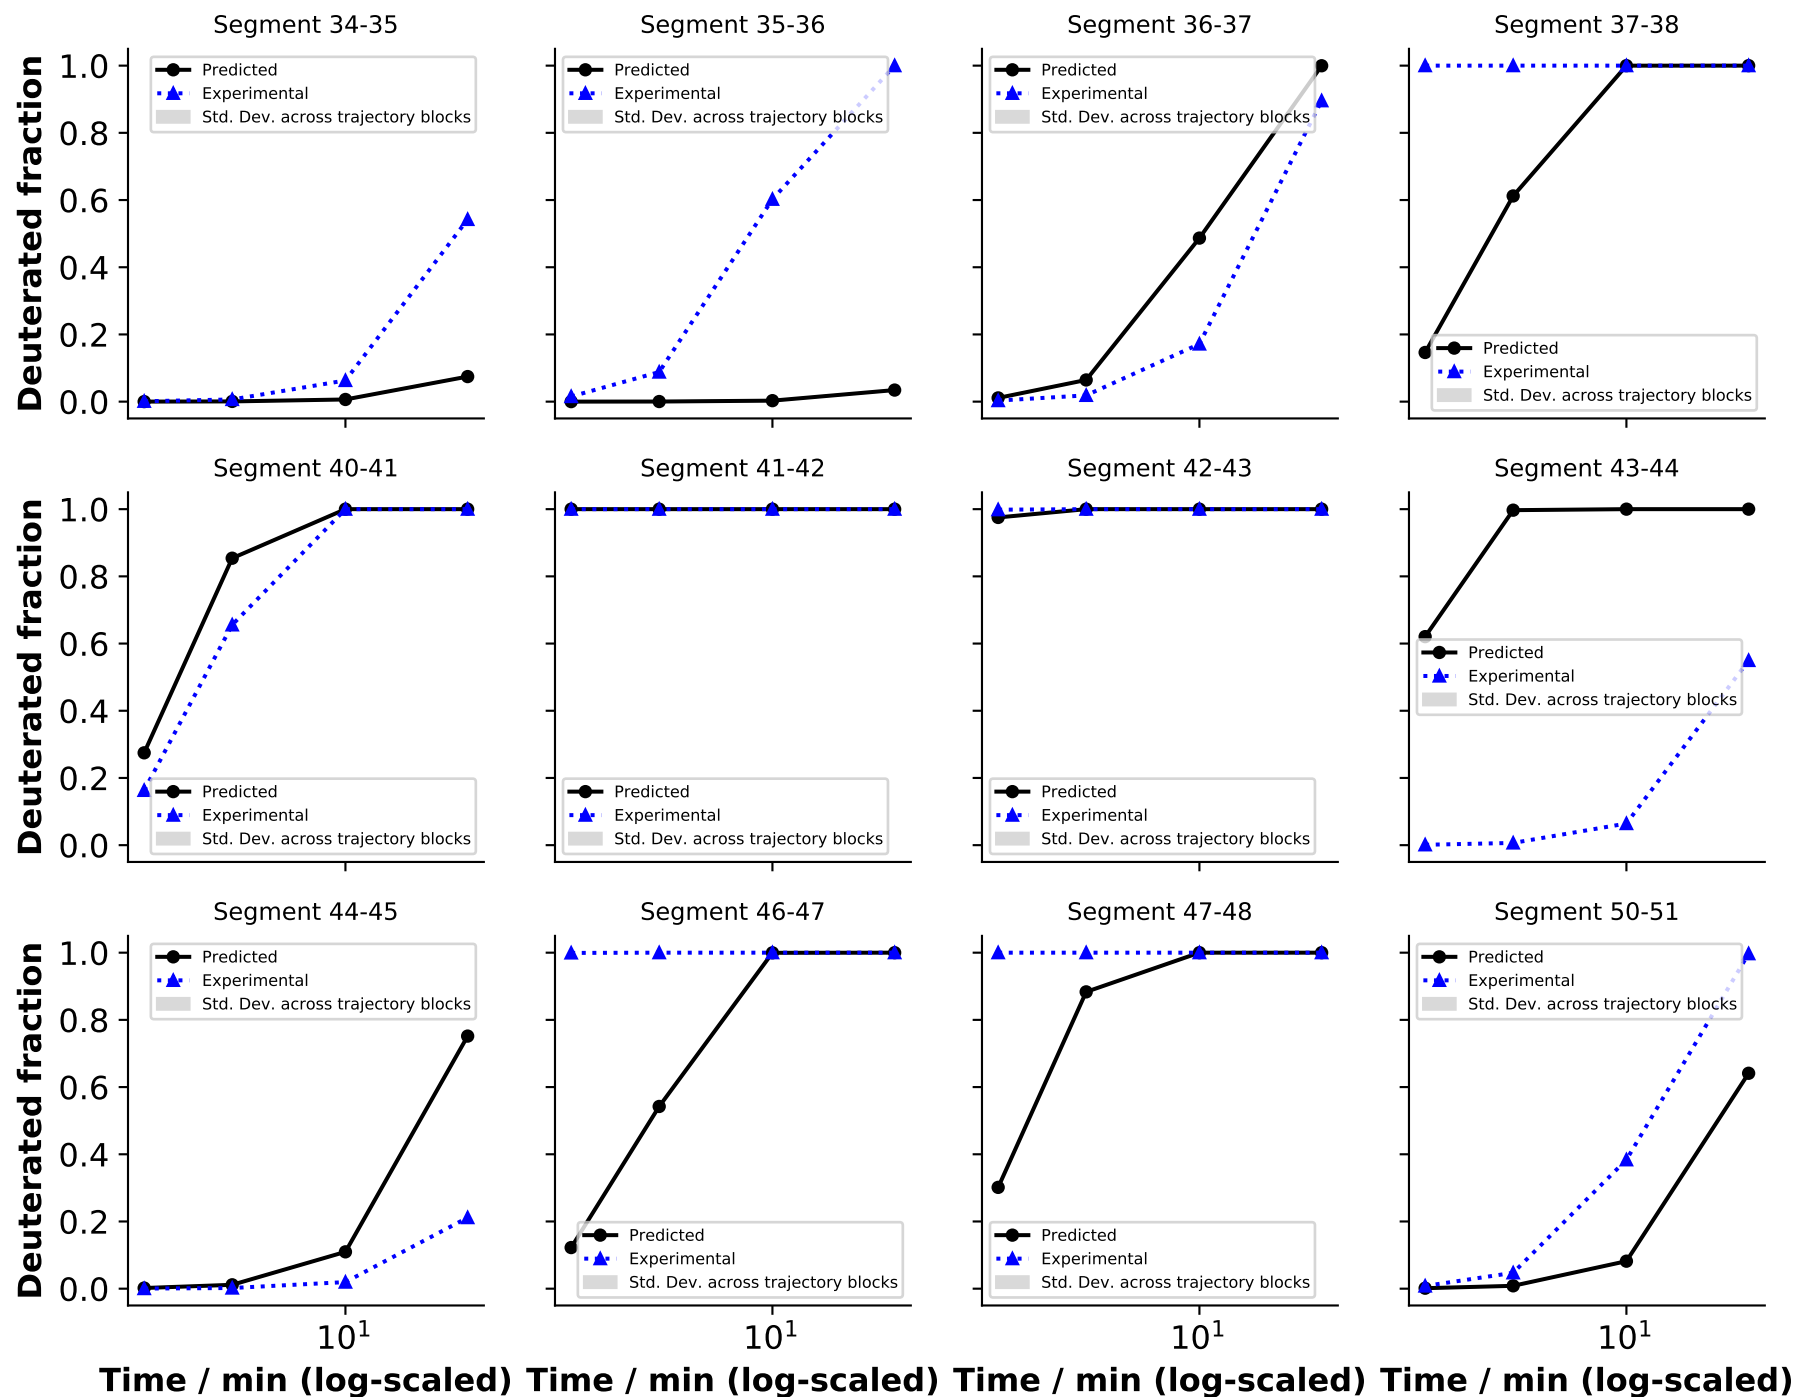 Segment 34-35
Segment 35-36
Segment 36-37
Segment 37-38
Deuterated fraction
1.0
0.8
0.6
0.4
0.2
0.0
Predicted
Experimental
Std. Dev. across trajectory blocks
Predicted
Experimental
Std. Dev. across trajectory blocks
Predicted
Experimental
Std. Dev. across trajectory blocks
Predicted
Experimental
Std. Dev. across trajectory blocks
Segment 40-41
Segment 41-42
Segment 42-43
Segment 43-44
Deuterated fraction
1.0
0.8
0.6
0.4
0.2
0.0
Predicted
Experimental
Std. Dev. across trajectory blocks
Predicted
Experimental
Std. Dev. across trajectory blocks
Predicted
Experimental
Std. Dev. across trajectory blocks
Predicted
Experimental
Std. Dev. across trajectory blocks
Segment 44-45
Segment 46-47
Segment 47-48
Segment 50-51
Deuterated fraction
1.0
0.8
0.6
0.4
0.2
0.0
Predicted
Experimental
Std. Dev. across trajectory blocks
Predicted
Experimental
Std. Dev. across trajectory blocks
Predicted
Experimental
Std. Dev. across trajectory blocks
Predicted
Experimental
Std. Dev. across trajectory blocks
10¹
10¹
10¹
10¹
Time / min (log-scaled)
Time / min (log-scaled)
Time / min (log-scaled)
Time / min (log-scaled)